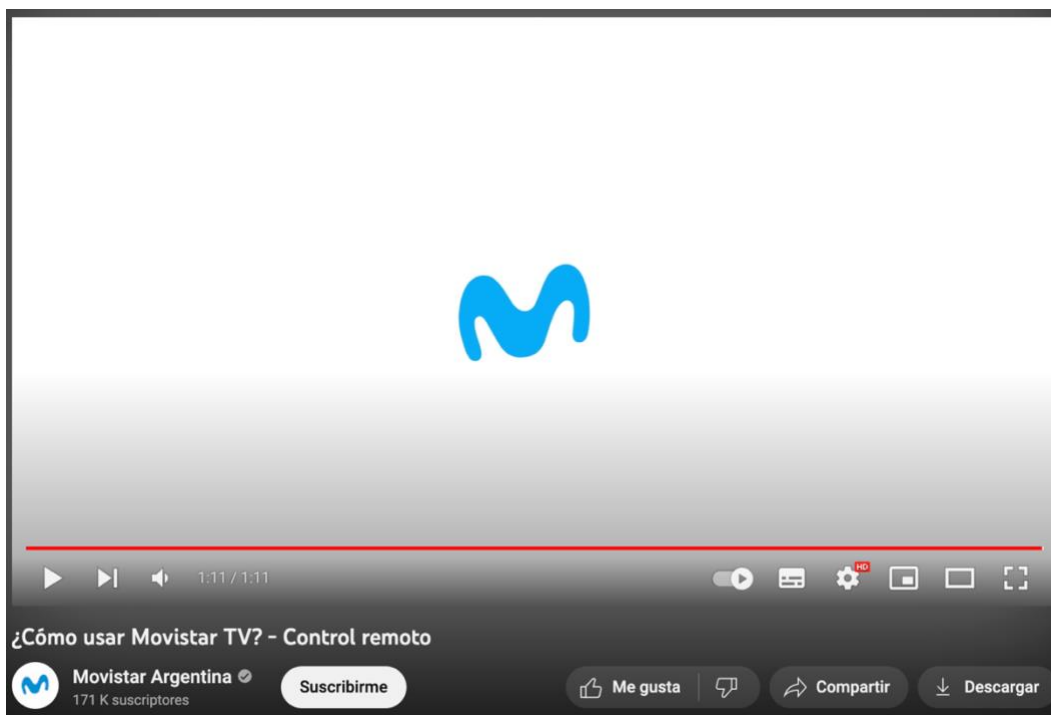 1:11 / 1:11
HD
¿Cómo usar Movistar TV? - Control remoto
Movistar Argentina
171 K suscriptores
Suscribirme
Me gusta
Compartir
Descargar